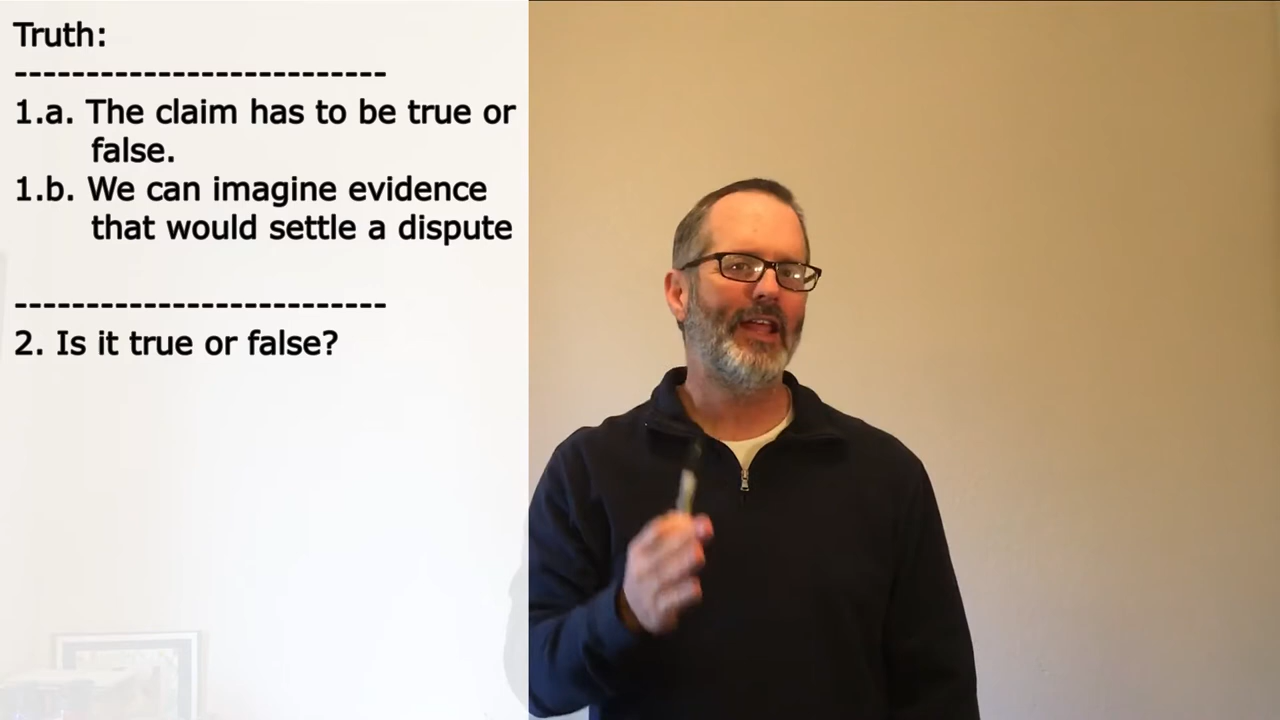 Truth:
--------------------------
1.a. The claim has to be true or
false.
1.b. We can imagine evidence
that would settle a dispute
--------------------------
2. Is it true or false?